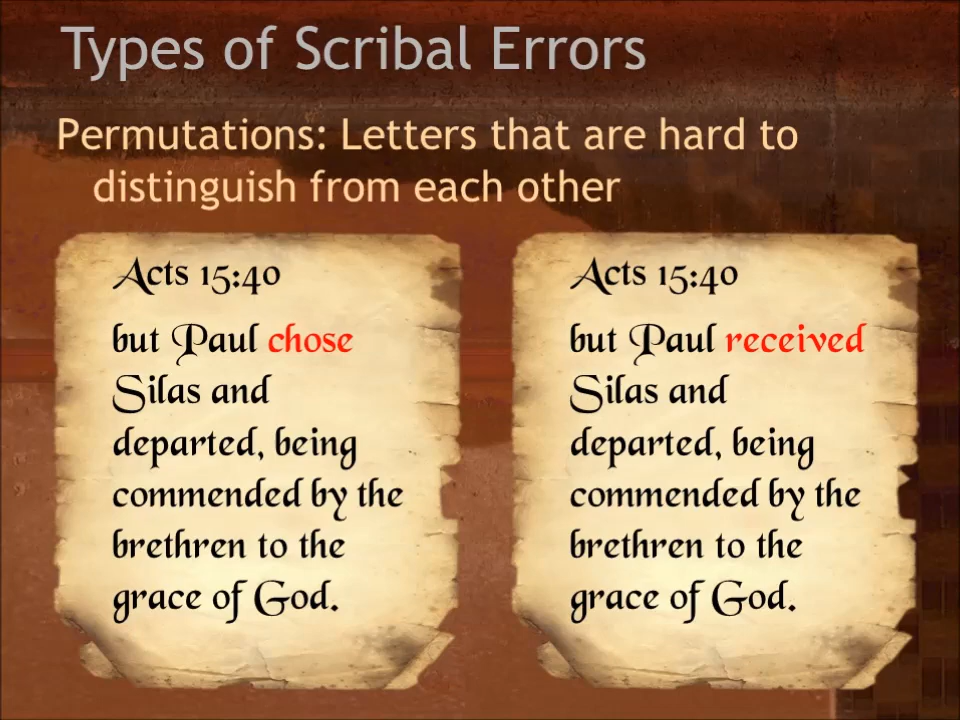 Types of Scribal Errors
Permutations: Letters that are hard to
distinguish from each other
Acts 15:40
but Paul chose
Silas and
departed, being
commended by the
brethren to the
grace of God.
Acts 15:40
but Paul received
Silas and
departed, being
commended by the
brethren to the
grace of God.